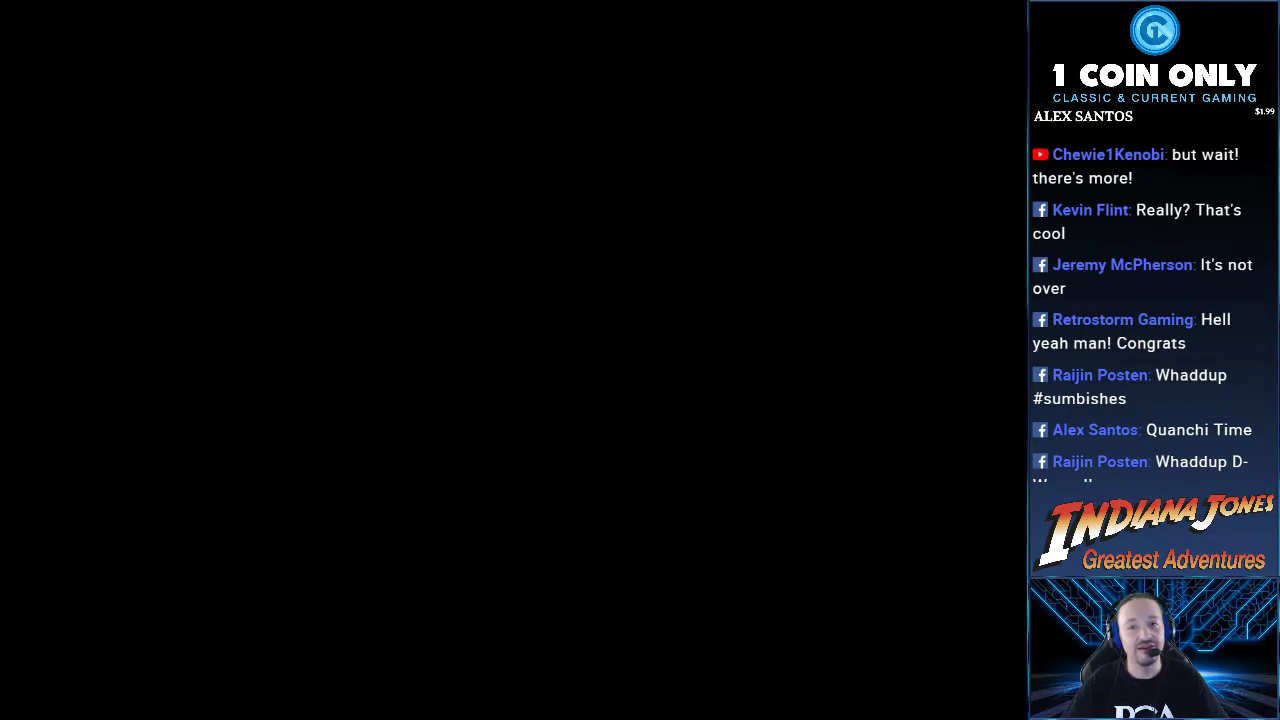 1 COIN ONLY
CLASSIC & CURRENT GAMING
ALEX SANTOS $1.99
Chewie1Kenobi: but wait!
there's more!
Kevin Flint: Really? That's
cool
Jeremy McPherson: It's not
over
Retrostorm Gaming: Hell
yeah man! Congrats
Raijin Posten: Whaddup
#sumbishes
Alex Santos: Quanchi Time
Raijin Posten: Whaddup D-
INDIANA JONES
Greatest Adventures